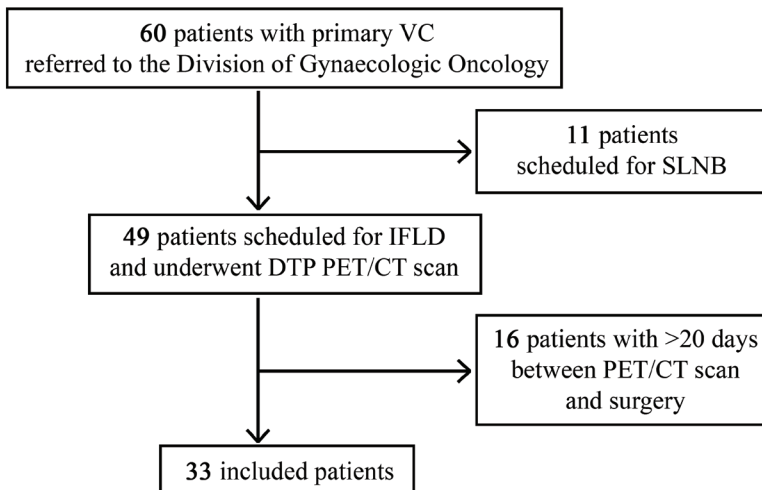 60 patients with primary VC
referred to the Division of Gynaecologic Oncology
11 patients
scheduled for SLNB
49 patients scheduled for IFLD
and underwent DTP PET/CT scan
16 patients with >20 days
between PET/CT scan
and surgery
33 included patients